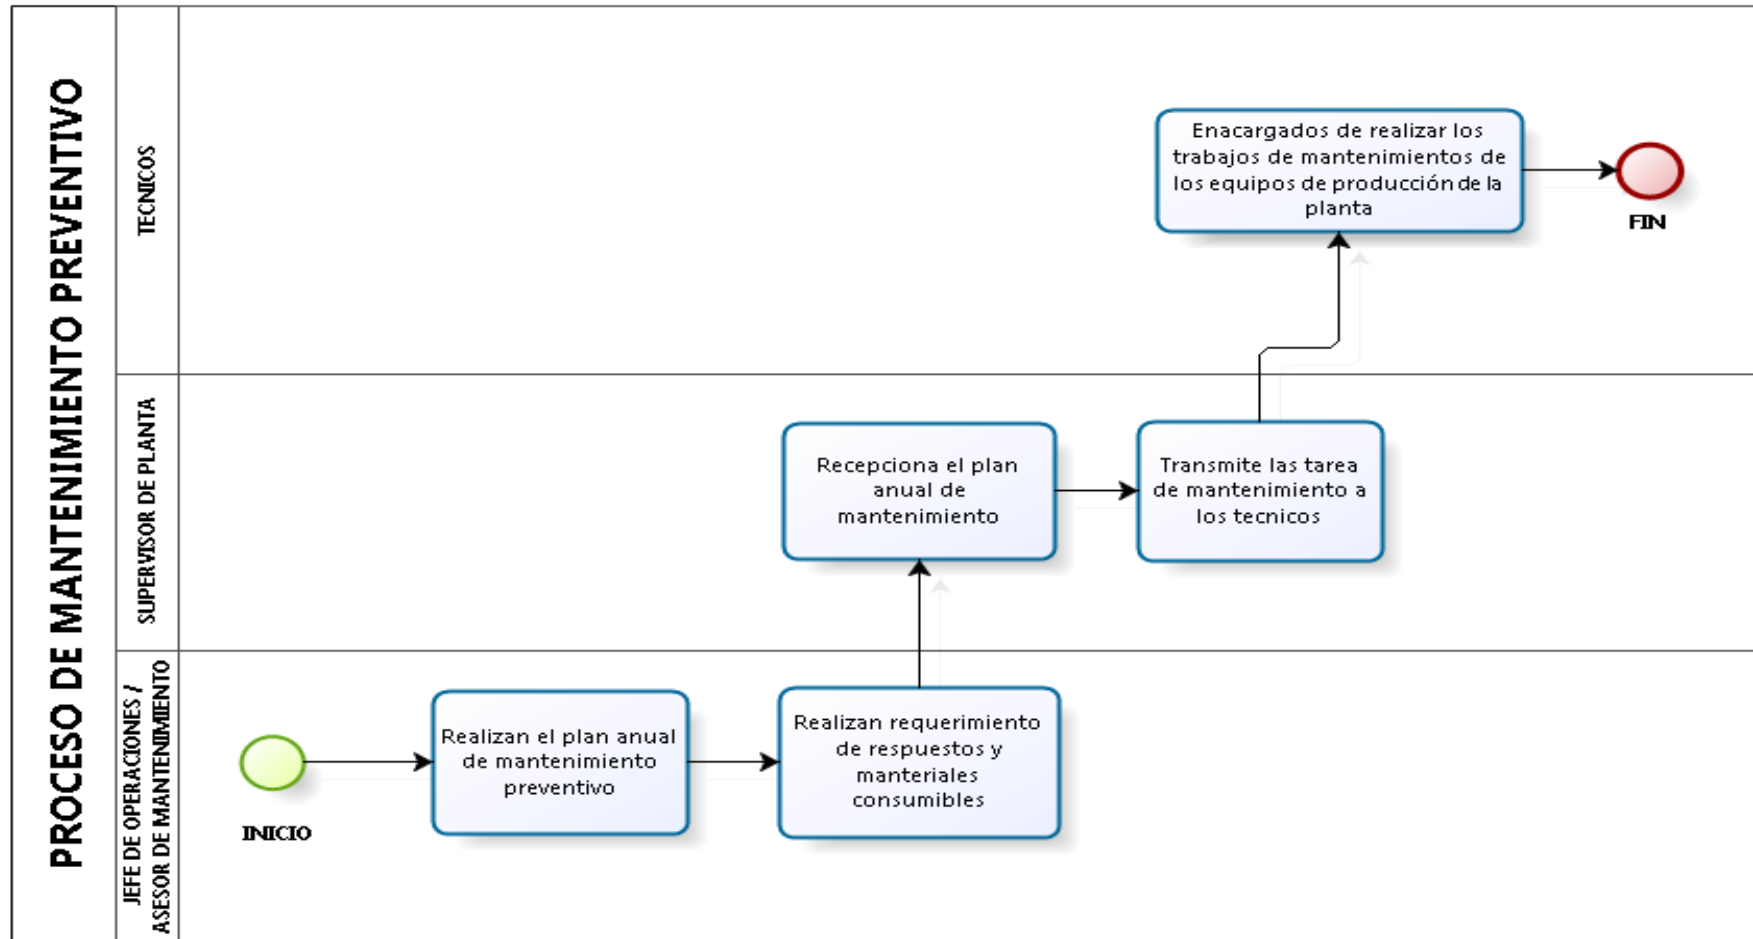 PROCESO DE MANTENIMIENTO PREVENTIVO
TECNICOS
Enacargados de realizar los
trabajos de mantenimientos de
los equipos de producción de la
planta
FIN
SUPERVISOR DE PLANTA
Recepciona el plan
anual de
mantenimiento
Transmite las tarea
de mantenimiento a
los tecnicos
JEFE DE OPERACIONES /
ASESOR DE MANTENIMIENTO
INICIO
Realizan el plan anual
de mantenimiento
preventivo
Realizan requerimiento
de respuestos y
manteriales
consumibles